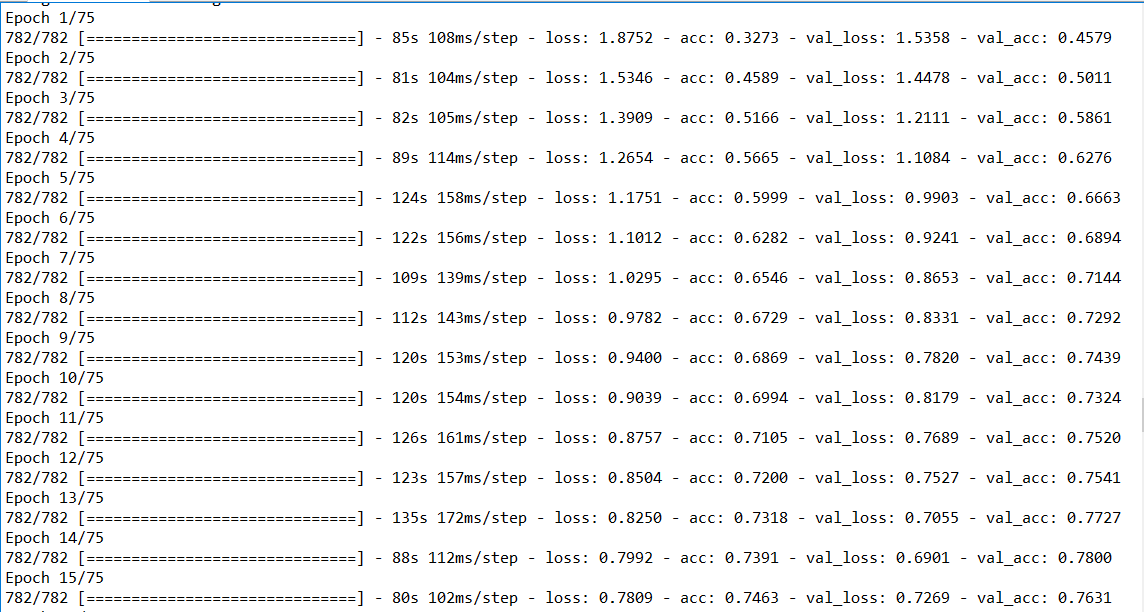 Epoch 1/75
782/782 [==============================] - 85s 108ms/step - loss: 1.8752 - acc: 0.3273 - val_loss: 1.5358 - val_acc: 0.4579
Epoch 2/75
782/782 [==============================] - 81s 104ms/step - loss: 1.5346 - acc: 0.4589 - val_loss: 1.4478 - val_acc: 0.5011
Epoch 3/75
782/782 [==============================] - 82s 105ms/step - loss: 1.3909 - acc: 0.5166 - val_loss: 1.2111 - val_acc: 0.5861
Epoch 4/75
782/782 [==============================] - 89s 114ms/step - loss: 1.2654 - acc: 0.5665 - val_loss: 1.1084 - val_acc: 0.6276
Epoch 5/75
782/782 [==============================] - 124s 158ms/step - loss: 1.1751 - acc: 0.5999 - val_loss: 0.9903 - val_acc: 0.6663
Epoch 6/75
782/782 [==============================] - 122s 156ms/step - loss: 1.1012 - acc: 0.6282 - val_loss: 0.9241 - val_acc: 0.6894
Epoch 7/75
782/782 [==============================] - 109s 139ms/step - loss: 1.0295 - acc: 0.6546 - val_loss: 0.8653 - val_acc: 0.7144
Epoch 8/75
782/782 [==============================] - 112s 143ms/step - loss: 0.9782 - acc: 0.6729 - val_loss: 0.8331 - val_acc: 0.7292
Epoch 9/75
782/782 [==============================] - 120s 153ms/step - loss: 0.9400 - acc: 0.6869 - val_loss: 0.7820 - val_acc: 0.7439
Epoch 10/75
782/782 [==============================] - 120s 154ms/step - loss: 0.9039 - acc: 0.6994 - val_loss: 0.8179 - val_acc: 0.7324
Epoch 11/75
782/782 [==============================] - 126s 161ms/step - loss: 0.8757 - acc: 0.7105 - val_loss: 0.7689 - val_acc: 0.7520
Epoch 12/75
782/782 [==============================] - 123s 157ms/step - loss: 0.8504 - acc: 0.7200 - val_loss: 0.7527 - val_acc: 0.7541
Epoch 13/75
782/782 [==============================] - 135s 172ms/step - loss: 0.8250 - acc: 0.7318 - val_loss: 0.7055 - val_acc: 0.7727
Epoch 14/75
782/782 [==============================] - 88s 112ms/step - loss: 0.7992 - acc: 0.7391 - val_loss: 0.6901 - val_acc: 0.7800
Epoch 15/75
782/782 [==============================] - 80s 102ms/step - loss: 0.7809 - acc: 0.7463 - val_loss: 0.7269 - val_acc: 0.7631